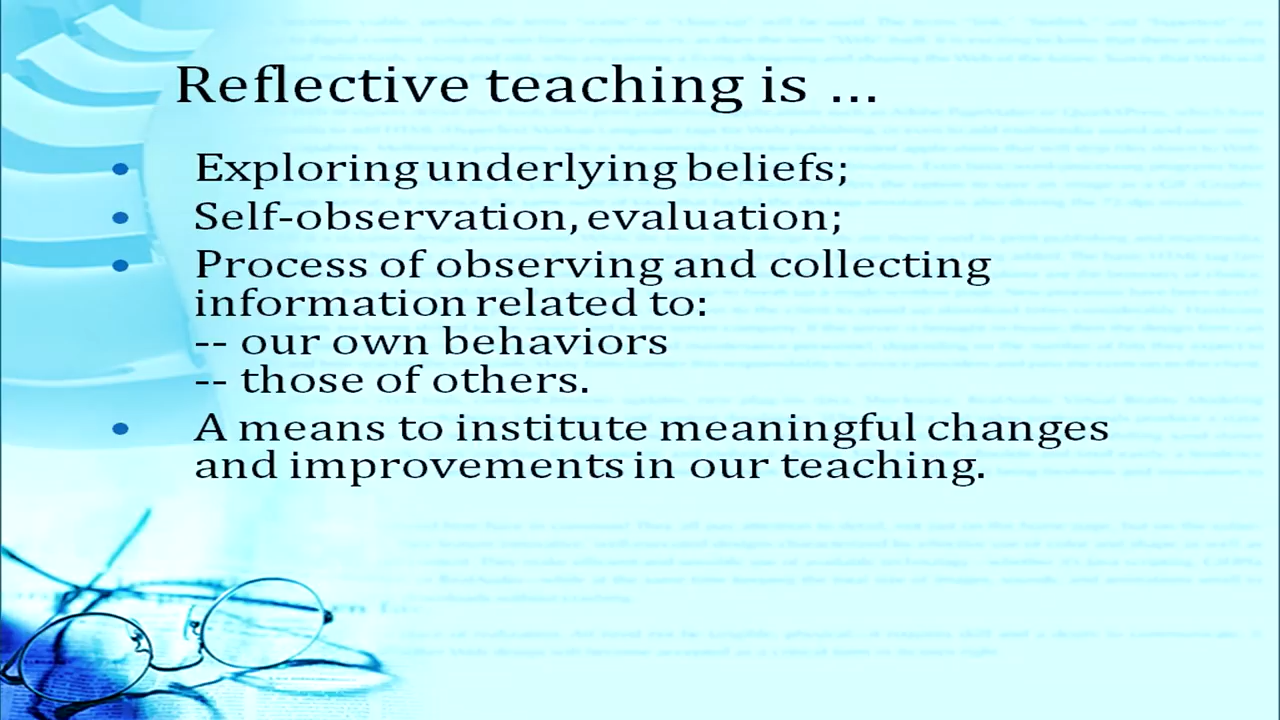 Reflective teaching is ...
• Exploring underlying beliefs;
• Self-observation, evaluation;
• Process of observing and collecting
information related to:
-- our own behaviors
-- those of others.
• A means to institute meaningful changes
and improvements in our teaching.